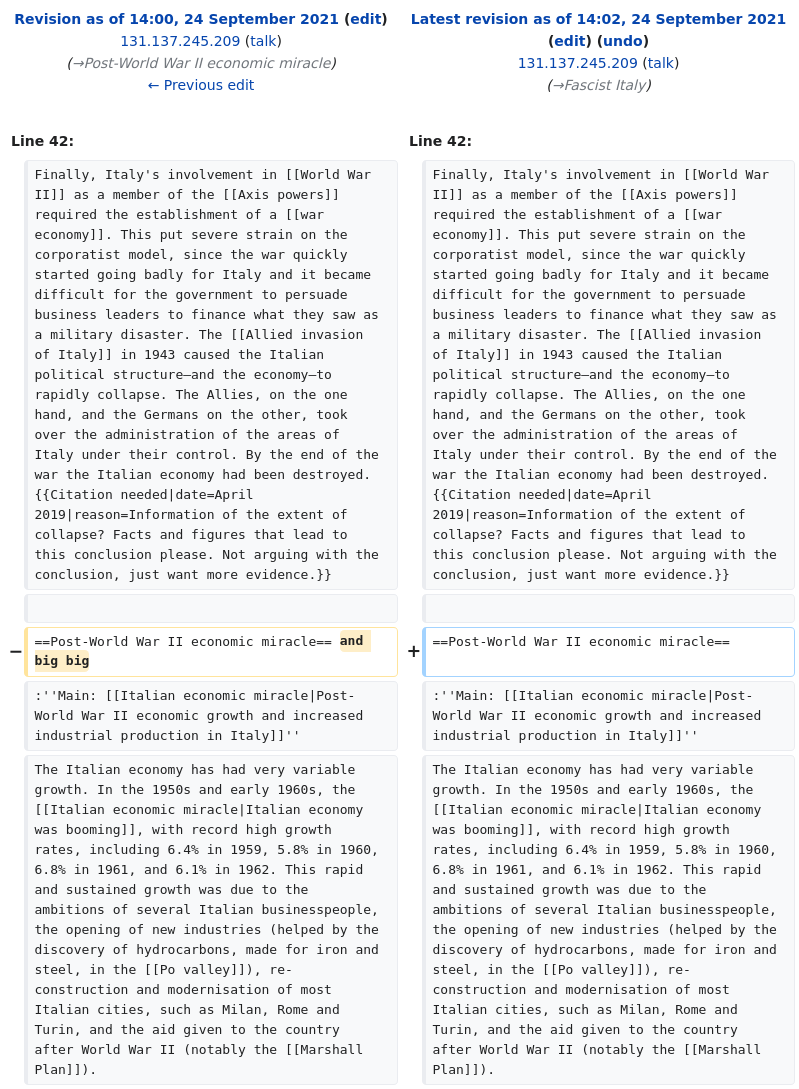 Revision as of 14:00, 24 September 2021 (edit)
131.137.245.209 (talk)
(→Post-World War II economic miracle)
← Previous edit
Latest revision as of 14:02, 24 September 2021
(edit) (undo)
131.137.245.209 (talk)
(→Fascist Italy)
Line 42:
Line 42:
Finally, Italy's involvement in [[World War
II]] as a member of the [[Axis powers]]
required the establishment of a [[war
economy]]. This put severe strain on the
corporatist model, since the war quickly
started going badly for Italy and it became
difficult for the government to persuade
business leaders to finance what they saw as
a military disaster. The [[Allied invasion
of Italy]] in 1943 caused the Italian
political structure—and the economy—to
rapidly collapse. The Allies, on the one
hand, and the Germans on the other, took
over the administration of the areas of
Italy under their control. By the end of the
war the Italian economy had been destroyed.
{{Citation needed|date=April
2019|reason=Information of the extent of
collapse? Facts and figures that lead to
this conclusion please. Not arguing with the
conclusion, just want more evidence.}}
Finally, Italy's involvement in [[World War
II]] as a member of the [[Axis powers]]
required the establishment of a [[war
economy]]. This put severe strain on the
corporatist model, since the war quickly
started going badly for Italy and it became
difficult for the government to persuade
business leaders to finance what they saw as
a military disaster. The [[Allied invasion
of Italy]] in 1943 caused the Italian
political structure—and the economy—to
rapidly collapse. The Allies, on the one
hand, and the Germans on the other, took
over the administration of the areas of
Italy under their control. By the end of the
war the Italian economy had been destroyed.
{{Citation needed|date=April
2019|reason=Information of the extent of
collapse? Facts and figures that lead to
this conclusion please. Not arguing with the
conclusion, just want more evidence.}}
− ==Post-World War II economic miracle== and
big big
+ ==Post-World War II economic miracle==
:''Main: [[Italian economic miracle|Post-
World War II economic growth and increased
industrial production in Italy]]''
:''Main: [[Italian economic miracle|Post-
World War II economic growth and increased
industrial production in Italy]]''
The Italian economy has had very variable
growth. In the 1950s and early 1960s, the
[[Italian economic miracle|Italian economy
was booming]], with record high growth
rates, including 6.4% in 1959, 5.8% in 1960,
6.8% in 1961, and 6.1% in 1962. This rapid
and sustained growth was due to the
ambitions of several Italian businesspeople,
the opening of new industries (helped by the
discovery of hydrocarbons, made for iron and
steel, in the [[Po valley]]), re-
construction and modernisation of most
Italian cities, such as Milan, Rome and
Turin, and the aid given to the country
after World War II (notably the [[Marshall
Plan]]).
The Italian economy has had very variable
growth. In the 1950s and early 1960s, the
[[Italian economic miracle|Italian economy
was booming]], with record high growth
rates, including 6.4% in 1959, 5.8% in 1960,
6.8% in 1961, and 6.1% in 1962. This rapid
and sustained growth was due to the
ambitions of several Italian businesspeople,
the opening of new industries (helped by the
discovery of hydrocarbons, made for iron and
steel, in the [[Po valley]]), re-
construction and modernisation of most
Italian cities, such as Milan, Rome and
Turin, and the aid given to the country
after World War II (notably the [[Marshall
Plan]]).